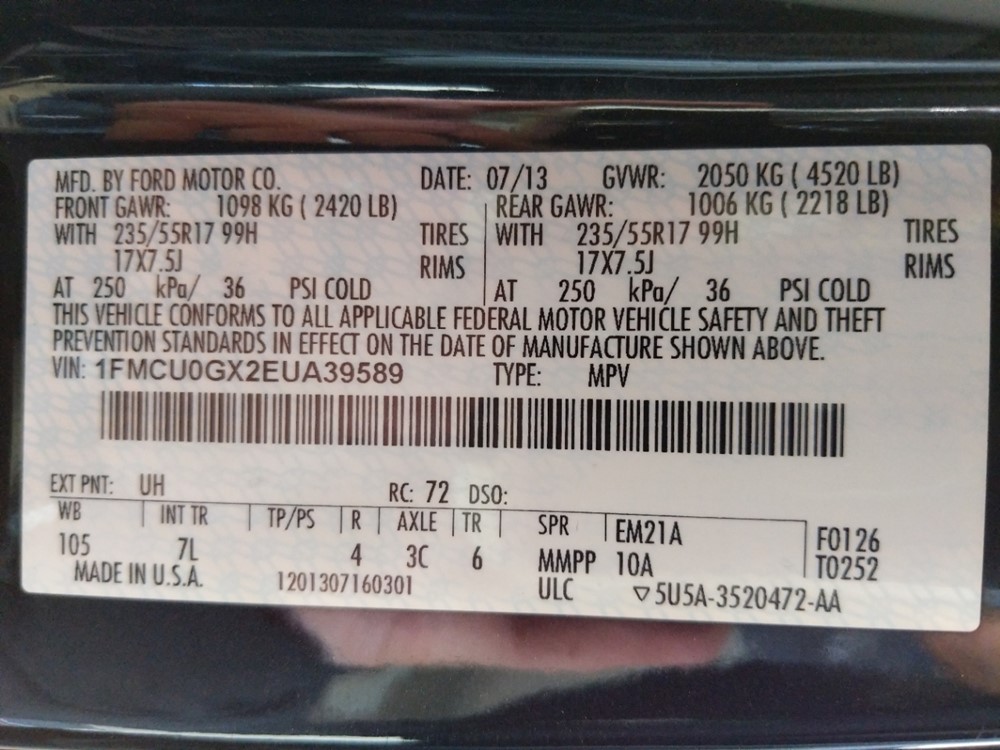 MFD. BY FORD MOTOR CO. DATE: 07/13 GVWR: 2050 KG ( 4520 LB)
FRONT GAWR: 1098 KG ( 2420 LB) REAR GAWR: 1006 KG ( 2218 LB)
WITH 235/55R17 99H TIRES WITH 235/55R17 99H TIRES
17X7.5J RIMS 17X7.5J RIMS
AT 250 kPa/ 36 PSI COLD AT 250 kPa/ 36 PSI COLD
THIS VEHICLE CONFORMS TO ALL APPLICABLE FEDERAL MOTOR VEHICLE SAFETY AND THEFT
PREVENTION STANDARDS IN EFFECT ON THE DATE OF MANUFACTURE SHOWN ABOVE.
VIN: 1FMCU0GX2EUA39589 TYPE: MPV
EXT PNT: UH RC: 72 DSO:
WB INT TR TP/PS R AXLE TR SPR EM21A F0126
105 7L 4 3C 6 MMPP 10A T0252
MADE IN U.S.A. 1201307160301 ULC ▽5U5A-3520472-AA